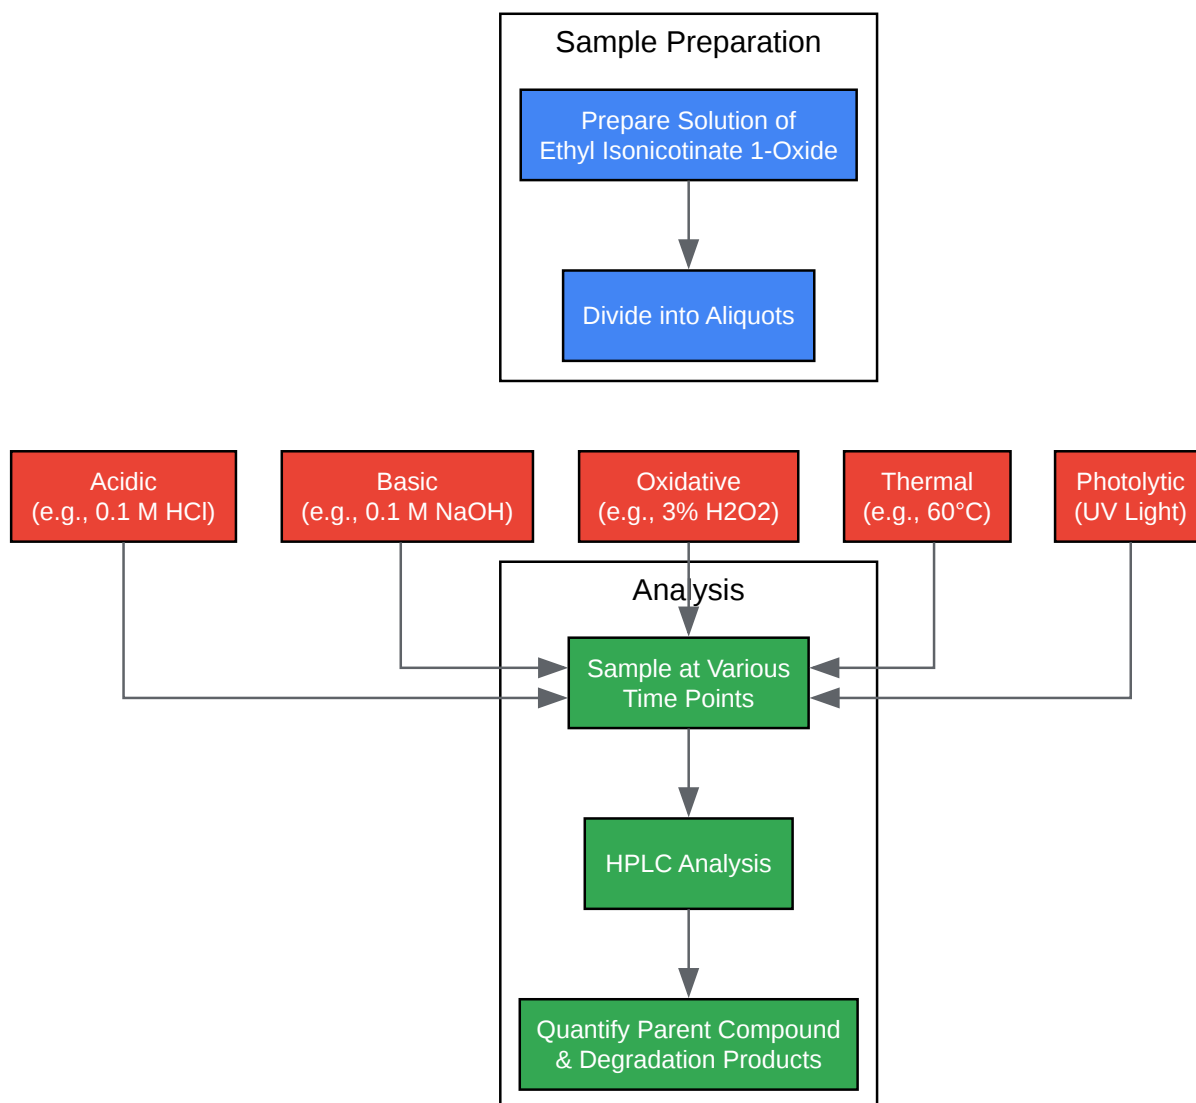 Sample Preparation
Prepare Solution of
Ethyl Isonicotinate 1-Oxide
Divide into Aliquots
Acidic
(e.g., 0.1 M HCl)
Basic
(e.g., 0.1 M NaOH)
Oxidative
(e.g., 3% H2O2)
Thermal
(e.g., 60°C)
Photolytic
(UV Light)
Analysis
Sample at Various
Time Points
HPLC Analysis
Quantify Parent Compound
& Degradation Products